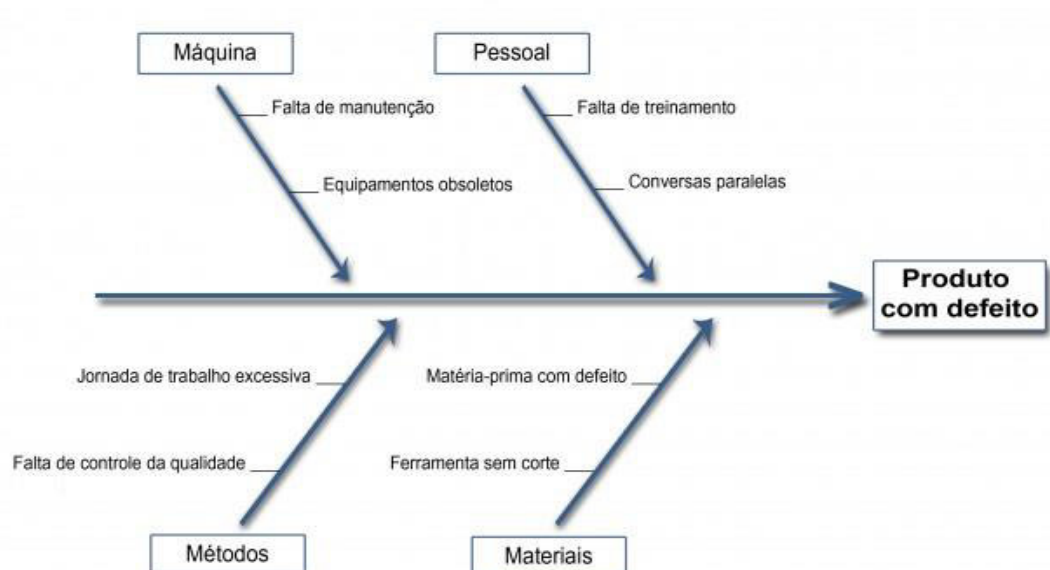 Máquina
Pessoal
Falta de manutenção
Falta de treinamento
Equipamentos obsoletos
Conversas paralelas
Produto
com defeito
Jornada de trabalho excessiva
Matéria-prima com defeito
Falta de controle da qualidade
Ferramenta sem corte
Métodos
Materiais